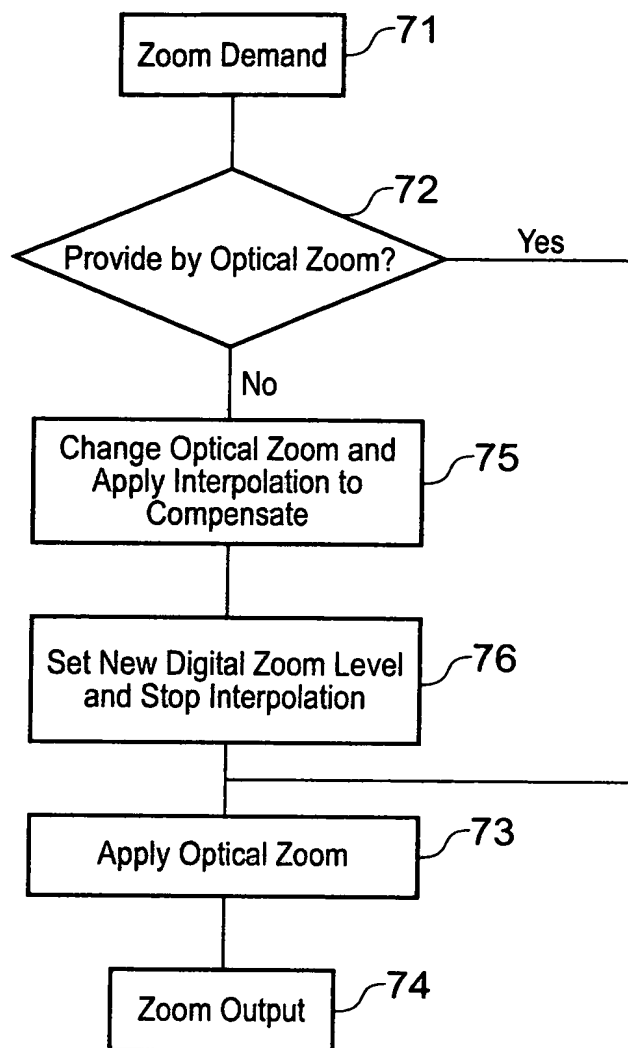 Zoom Demand
71
72
Provide by Optical Zoom?
Yes
No
Change Optical Zoom and
Apply Interpolation to
Compensate
75
Set New Digital Zoom Level
and Stop Interpolation
76
Apply Optical Zoom
73
Zoom Output
74